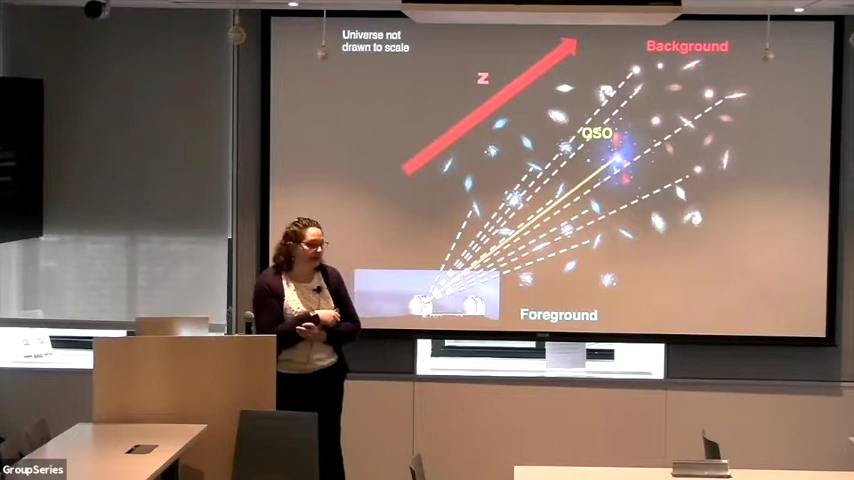 Universe not
drawn to scale
Background
z
QSO
Foreground
GroupSeries